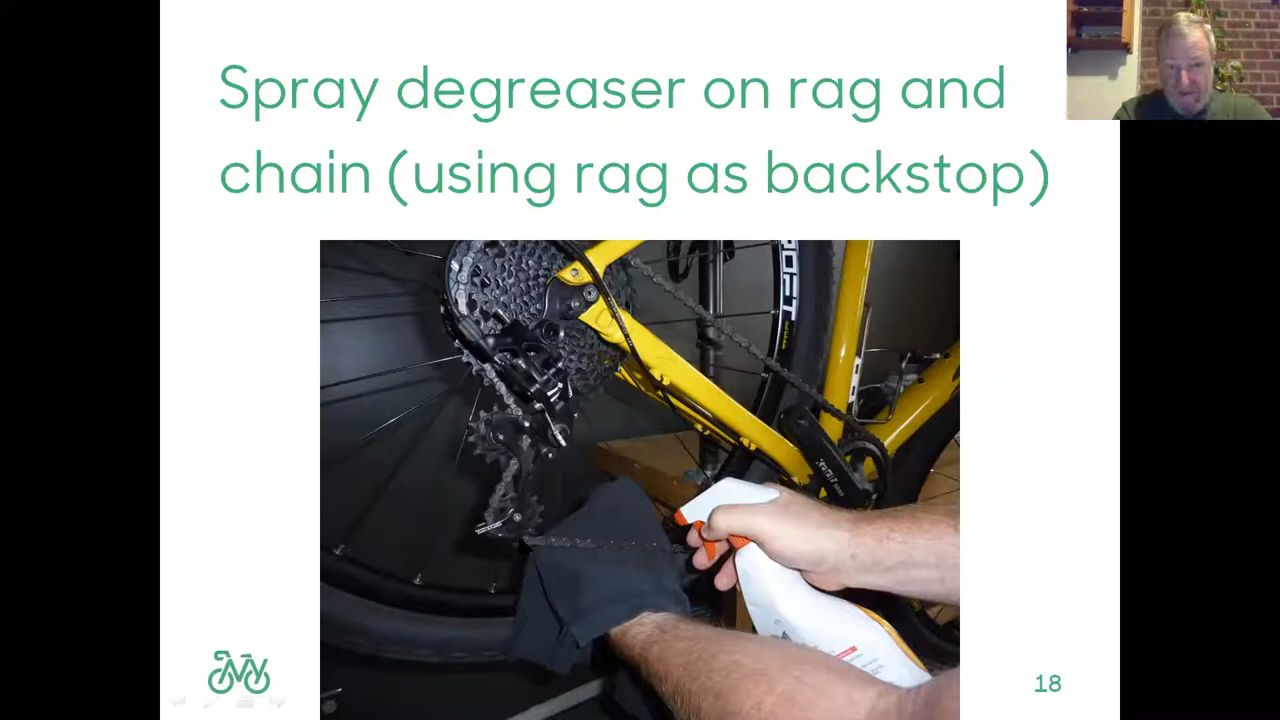 Spray degreaser on rag and
chain (using rag as backstop)
18